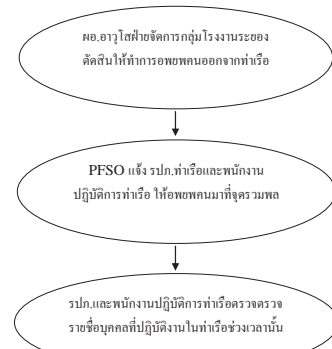 ผอ.อาวุโสฝ่ายจัดการกลุ่มโรงงานระยอง
ตัดสินให้ทำการอพยพคนออกจากท่าเรือ
PFSO แจ้ง รปภ.ท่าเรือและพนักงาน
ปฏิบัติการท่าเรือ ให้อพยพคนมาที่จุดรวมพล
รปภ.และพนักงานปฏิบัติการท่าเรือตรวจตรวจ
รายชื่อบุคคลที่ปฏิบัติงานในท่าเรือช่วงเวลานั้น